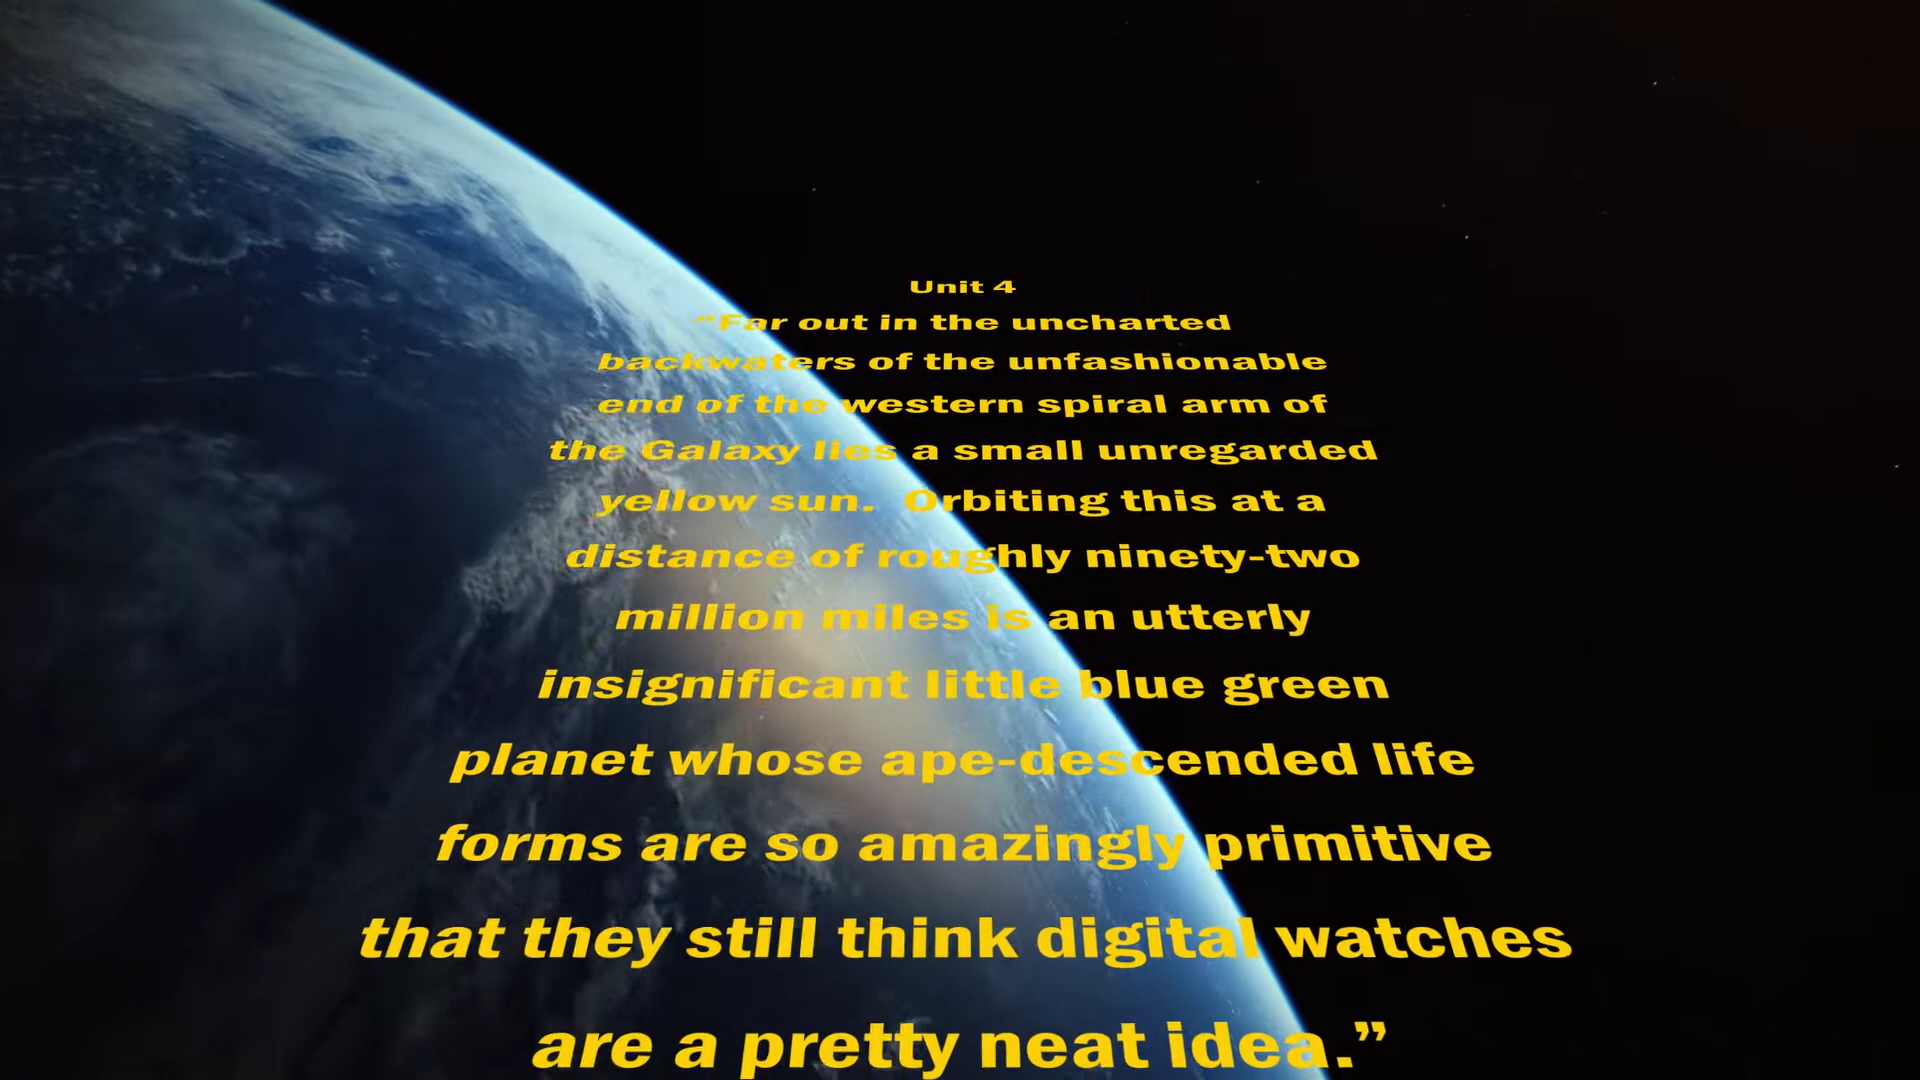 Unit 4
“Far out in the uncharted
backwaters of the unfashionable
end of the western spiral arm of
the Galaxy lies a small unregarded
yellow sun.  Orbiting this at a
distance of roughly ninety-two
million miles is an utterly
insignificant little blue green
planet whose ape-descended life
forms are so amazingly primitive
that they still think digital watches
are a pretty neat idea.”